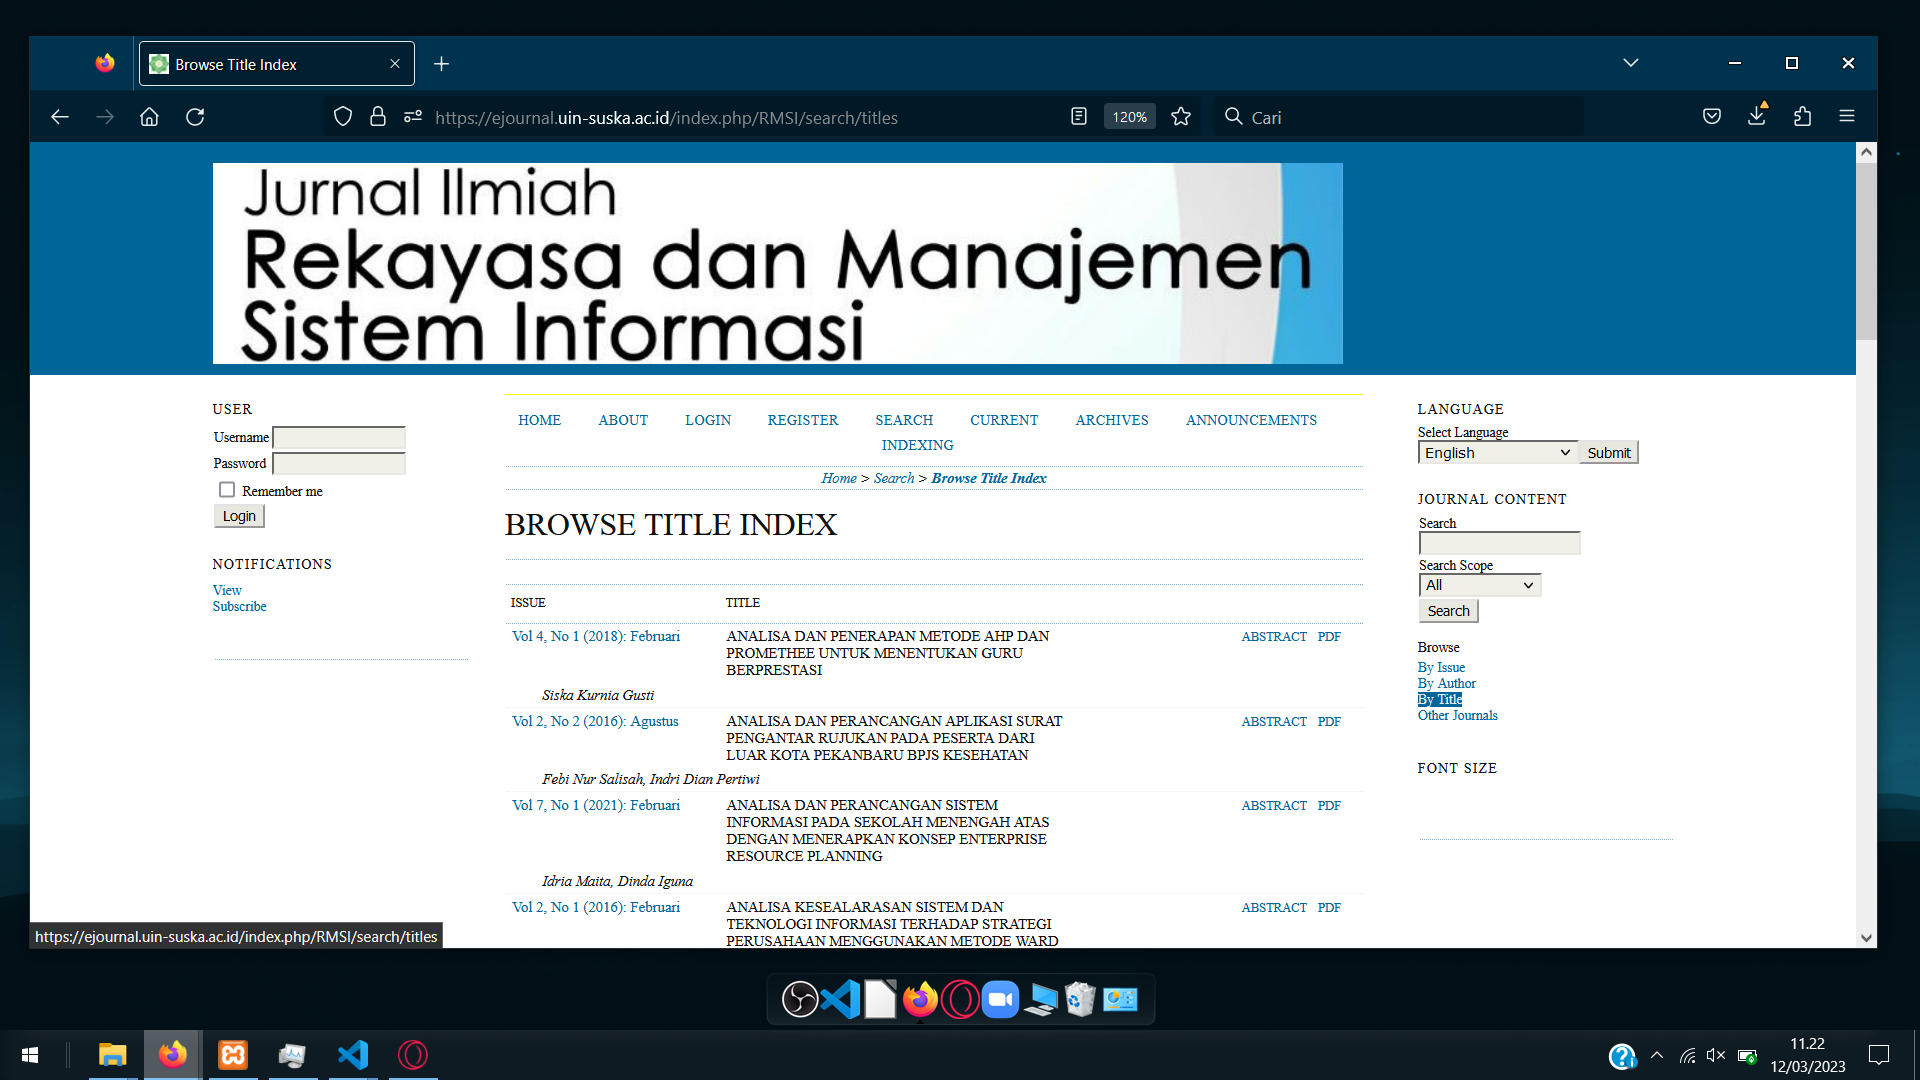 Browse Title Index
https://ejournal.uin-suska.ac.id/index.php/RMSI/search/titles
120%
Cari
Jurnal Ilmiah
Rekayasa dan Manajemen
Sistem Informasi
USER
Username
Password
Remember me
Login
NOTIFICATIONS
View
Subscribe
HOME ABOUT LOGIN REGISTER SEARCH CURRENT ARCHIVES ANNOUNCEMENTS
INDEXING
Home > Search > Browse Title Index
BROWSE TITLE INDEX
ISSUE TITLE
Vol 4, No 1 (2018): Februari ANALISA DAN PENERAPAN METODE AHP DAN ABSTRACT PDF
PROMETHEE UNTUK MENENTUKAN GURU
BERPRESTASI
Siska Kurnia Gusti
Vol 2, No 2 (2016): Agustus ANALISA DAN PERANCANGAN APLIKASI SURAT ABSTRACT PDF
PENGANTAR RUJUKAN PADA PESERTA DARI
LUAR KOTA PEKANBARU BPJS KESEHATAN
Febi Nur Salisah, Indri Dian Pertiwi
Vol 7, No 1 (2021): Februari ANALISA DAN PERANCANGAN SISTEM ABSTRACT PDF
INFORMASI PADA SEKOLAH MENENGAH ATAS
DENGAN MENERAPKAN KONSEP ENTERPRISE
RESOURCE PLANNING
Idria Maita, Dinda Iguna
Vol 2, No 1 (2016): Februari ANALISA KESEALARASAN SISTEM DAN ABSTRACT PDF
TEKNOLOGI INFORMASI TERHADAP STRATEGI
PERUSAHAAN MENGGUNAKAN METODE WARD
LANGUAGE
Select Language
English Submit
JOURNAL CONTENT
Search
Search Scope
All
Search
Browse
By Issue
By Author
By Title
Other Journals
FONT SIZE
https://ejournal.uin-suska.ac.id/index.php/RMSI/search/titles
11.22
12/03/2023